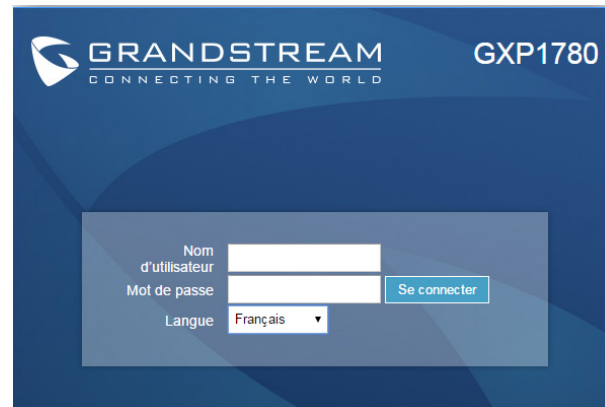 GRANDSTREAM
CONNECTING THE WORLD
GXP1780
Nom
d'utilisateur
Mot de passe
Se connecter
Langue
Français